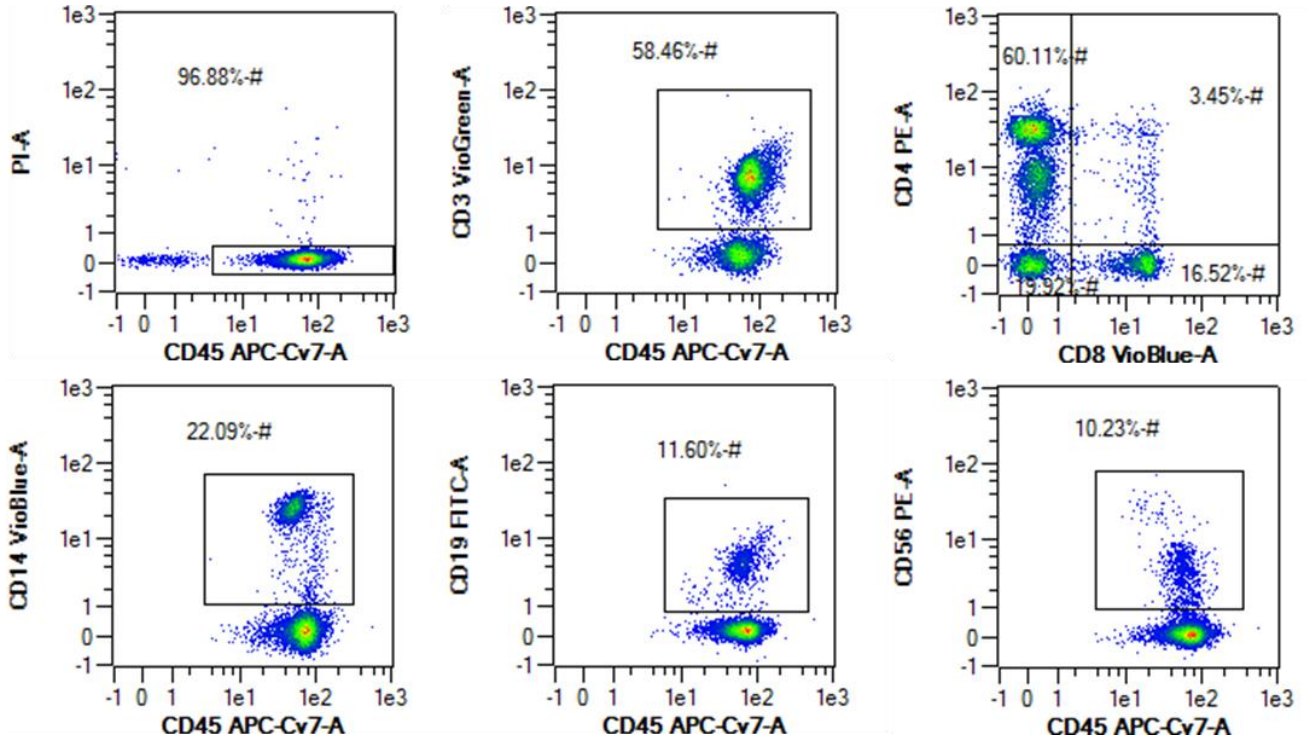 1e3
1e2
1e1
1
0
-1
PI-A
96.88%-#
-1 0 1 1e1 1e2 1e3
CD45 APC-Cy7-A
1e3
1e2
1e1
1
0
-1
CD3 VioGreen-A
58.46%-#
-1 0 1 1e1 1e2 1e3
CD45 APC-Cy7-A
1e3
1e2
1e1
1
0
-1
CD4 PE-A
60.11%-#
3.45%-#
16.52%-#
19.92%-#
-1 0 1 1e1 1e2 1e3
CD8 VioBlue-A
1e3
1e2
1e1
1
0
-1
CD14 VioBlue-A
22.09%-#
-1 0 1 1e1 1e2 1e3
CD45 APC-Cy7-A
1e3
1e2
1e1
1
0
-1
CD19 FITC-A
11.60%-#
-1 0 1 1e1 1e2 1e3
CD45 APC-Cy7-A
1e3
1e2
1e1
1
0
-1
CD56 PE-A
10.23%-#
-1 0 1 1e1 1e2 1e3
CD45 APC-Cy7-A